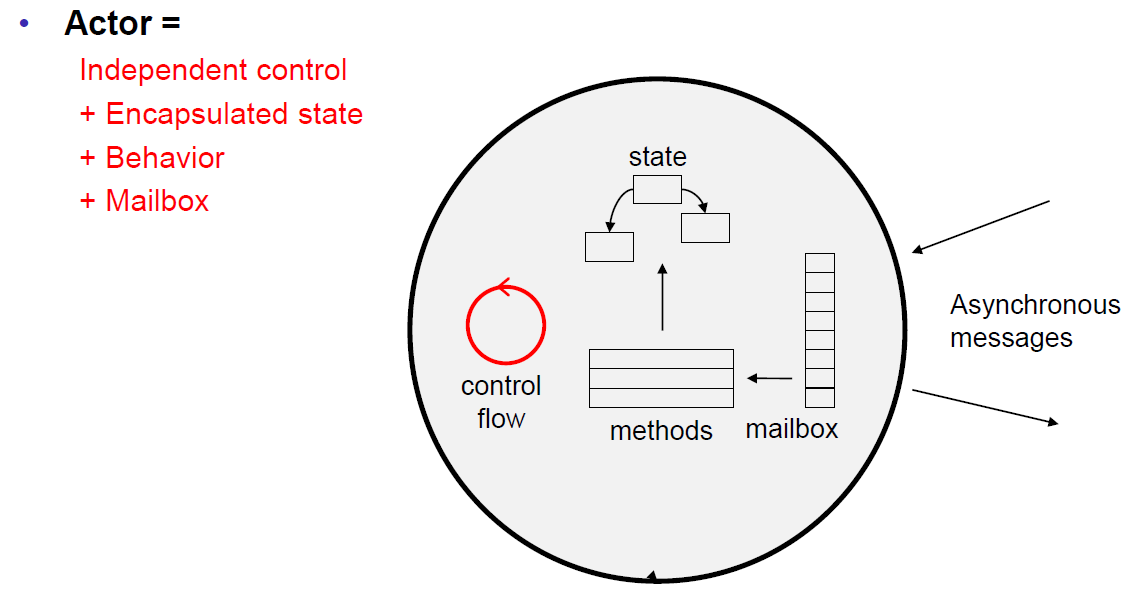 • Actor =
Independent control
+ Encapsulated state
+ Behavior
+ Mailbox
state
Asynchronous
messages
control
flow
methods
mailbox